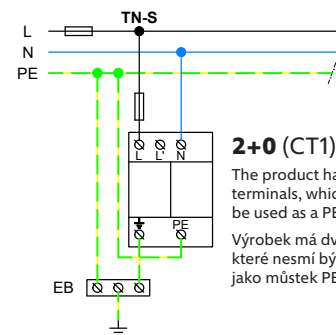 TN-S
L
N
PE
L L' N
PE
EB
2+0 (CT1)
The product ha
terminals, whic
be used as a PE
Výrobek má dv
které nesmí bý
jako můstek PE